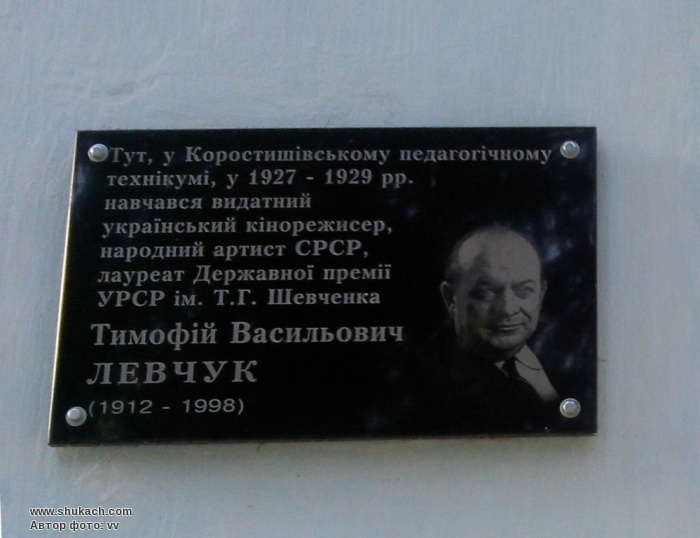 Тут, у Коростишівському педагогічному
технікумі, у 1927 - 1929 рр.
навчався видатний
український кінорежисер,
народний артист СРСР,
лауреат Державної премії
УРСР ім. Т.Г. Шевченка
Тимофій Васильович
ЛЕВЧУК
(1912 - 1998)
www.shukach.com
Автор фото: vv